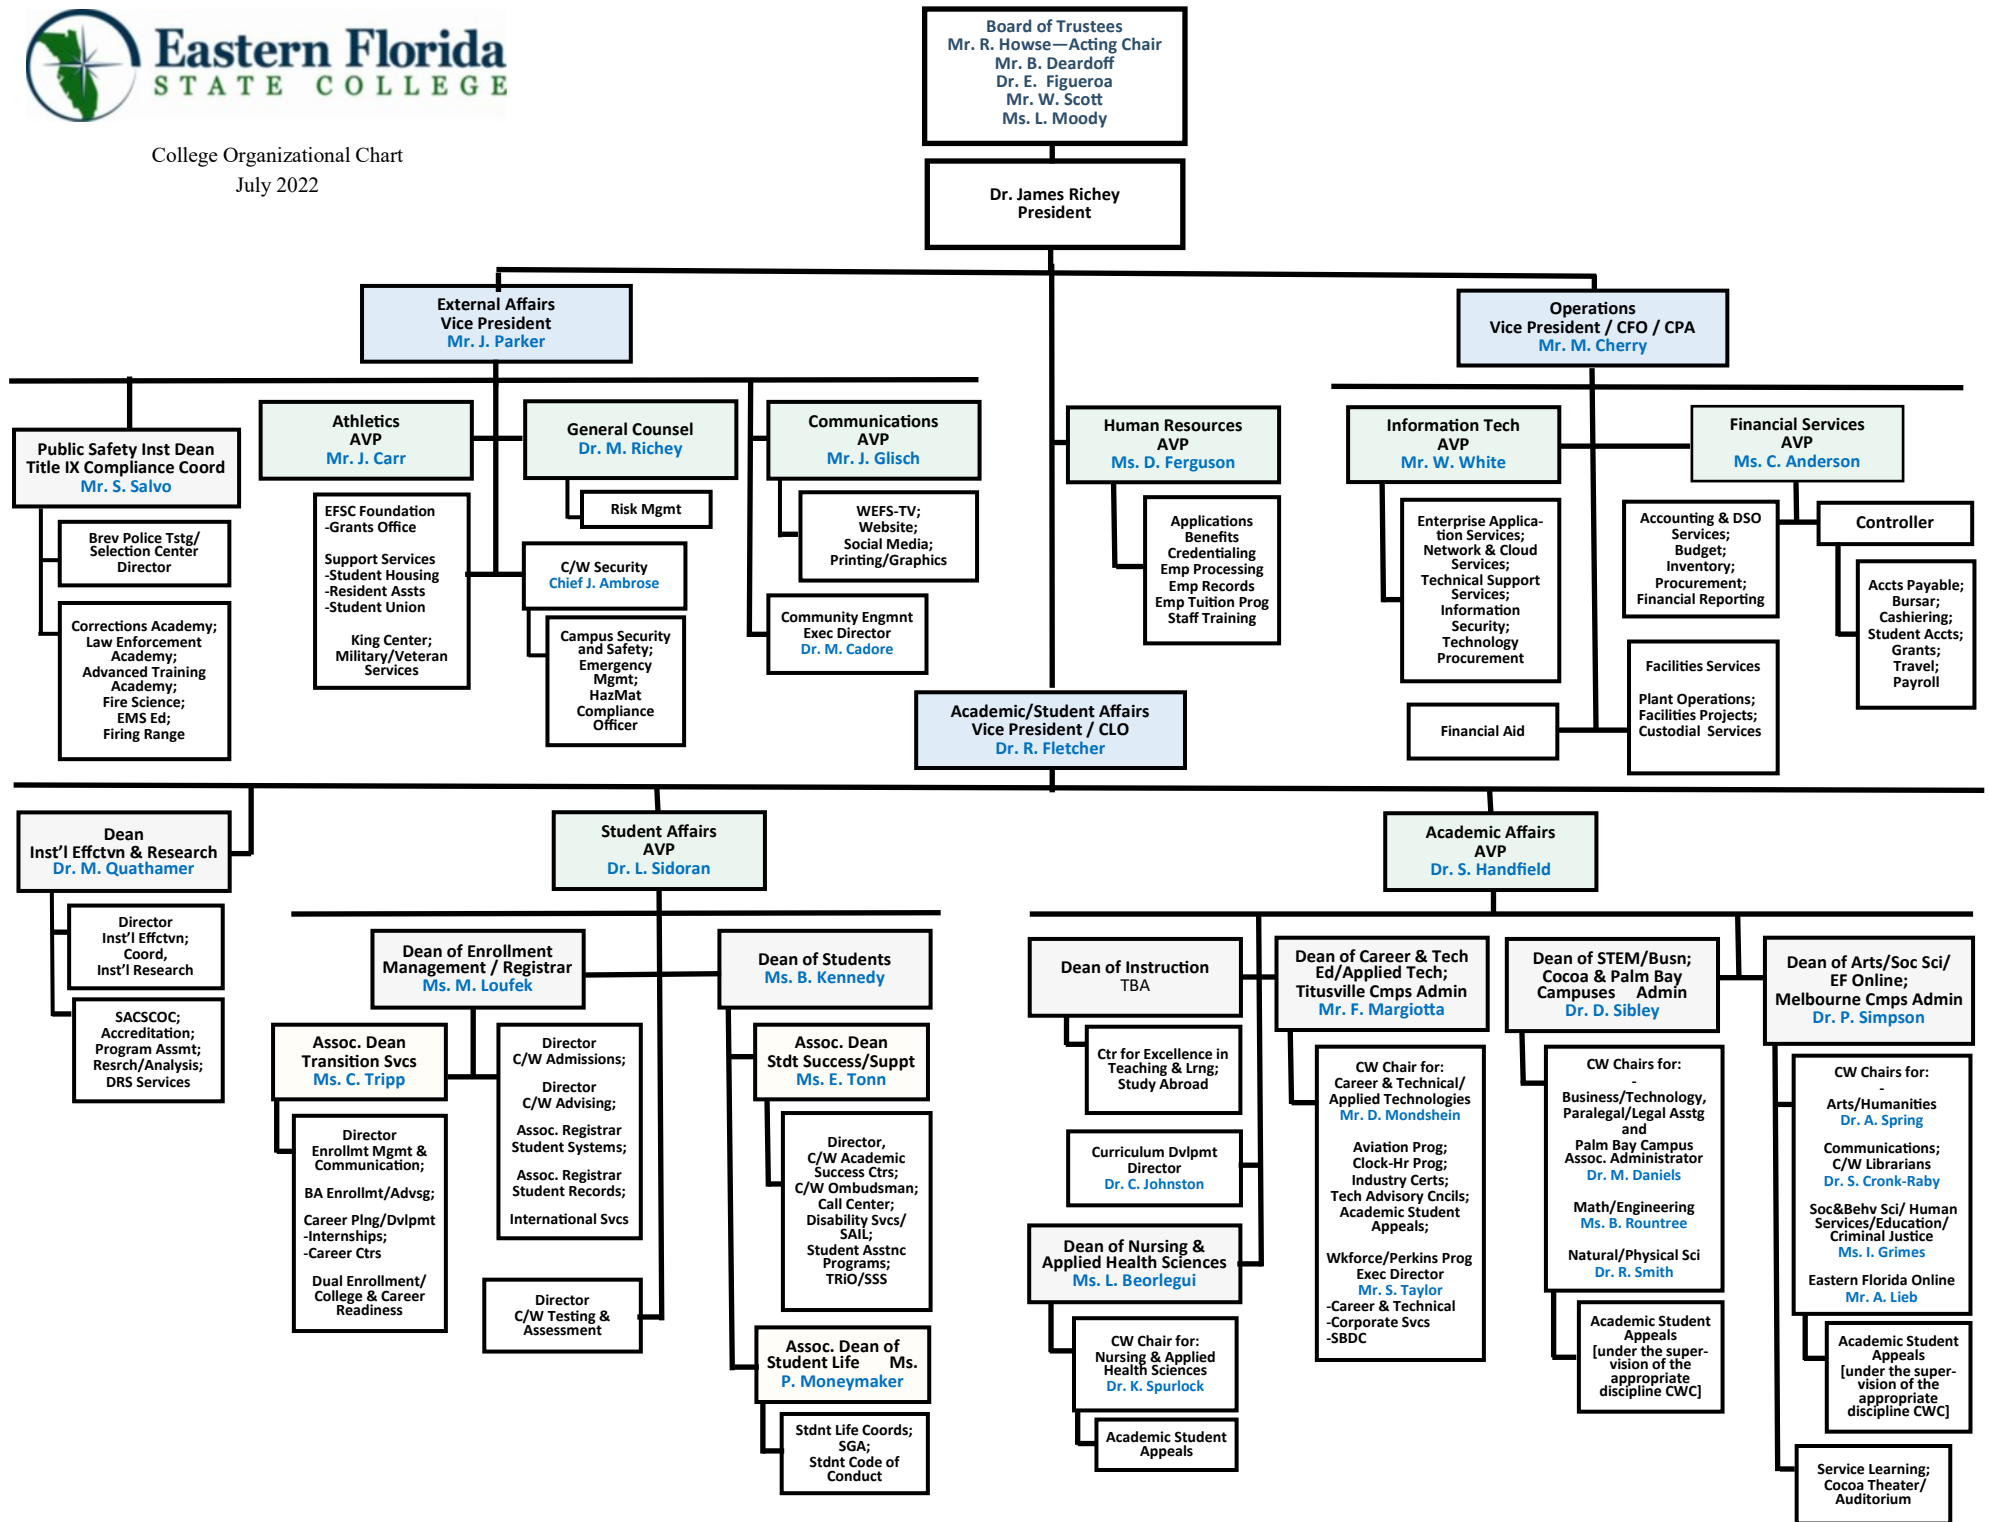 Eastern Florida
STATE COLLEGE
College Organizational Chart
July 2022
Board of Trustees
Mr. R. Howse—Acting Chair
Mr. B. Deardoff
Dr. E. Figueroa
Mr. W. Scott
Ms. L. Moody
Dr. James Richey
President
External Affairs
Vice President
Mr. J. Parker
Operations
Vice President / CFO / CPA
Mr. M. Cherry
Public Safety Inst Dean
Title IX Compliance Coord
Mr. S. Salvo
Brev Police Tstg/
Selection Center
Director
Corrections Academy;
Law Enforcement
Academy;
Advanced Training
Academy;
Fire Science;
EMS Ed;
Firing Range
Athletics
AVP
Mr. J. Carr
EFSC Foundation
-Grants Office
Support Services
-Student Housing
-Resident Assts
-Student Union
King Center;
Military/Veteran
Services
General Counsel
Dr. M. Richey
Risk Mgmt
C/W Security
Chief J. Ambrose
Campus Security
and Safety;
Emergency
Mgmt;
HazMat
Compliance
Officer
Communications
AVP
Mr. J. Glisch
WEFS-TV;
Website;
Social Media;
Printing/Graphics
Community Engmnt
Exec Director
Dr. M. Cadore
Human Resources
AVP
Ms. D. Ferguson
Applications
Benefits
Credentialing
Emp Processing
Emp Records
Emp Tuition Prog
Staff Training
Information Tech
AVP
Mr. W. White
Enterprise Applica-
tion Services;
Network & Cloud
Services;
Technical Support
Services;
Information
Security;
Technology
Procurement
Financial Aid
Financial Services
AVP
Ms. C. Anderson
Accounting & DSO
Services;
Budget;
Inventory;
Procurement;
Financial Reporting
Controller
Accts Payable;
Bursar;
Cashiering;
Student Accts;
Grants;
Travel;
Payroll
Facilities Services
Plant Operations;
Facilities Projects;
Custodial Services
Academic/Student Affairs
Vice President / CLO
Dr. R. Fletcher
Dean
Inst'l Effctvn & Research
Dr. M. Quathamer
Director
Inst'l Effctvn;
Coord,
Inst'l Research
SACSCOC;
Accreditation;
Program Assmt;
Resrch/Analysis;
DRS Services
Student Affairs
AVP
Dr. L. Sidoran
Dean of Enrollment
Management / Registrar
Ms. M. Loufek
Assoc. Dean
Transition Svcs
Ms. C. Tripp
Director
Enrollmt Mgmt &
Communication;
BA Enrollmt/Advsg;
Career Plng/Dvlpmt
-Internships;
-Career Ctrs
Dual Enrollment/
College & Career
Readiness
Director
C/W Admissions;
Director
C/W Advising;
Assoc. Registrar
Student Systems;
Assoc. Registrar
Student Records;
International Svcs
Director
C/W Testing &
Assessment
Dean of Students
Ms. B. Kennedy
Assoc. Dean
Stdt Success/Suppt
Ms. E. Tonn
Director,
C/W Academic
Success Ctrs;
C/W Ombudsman;
Call Center;
Disability Svcs/
SAIL;
Student Asstnc
Programs;
TRiO/SSS
Assoc. Dean of
Student Life Ms.
P. Moneymaker
Stdnt Life Coords;
SGA;
Stdnt Code of
Conduct
Academic Affairs
AVP
Dr. S. Handfield
Dean of Instruction
TBA
Ctr for Excellence in
Teaching & Lrng;
Study Abroad
Curriculum Dvlpmt
Director
Dr. C. Johnston
Dean of Nursing &
Applied Health Sciences
Ms. L. Beorlegui
CW Chair for:
Nursing & Applied
Health Sciences
Dr. K. Spurlock
Academic Student
Appeals
Dean of Career & Tech
Ed/Applied Tech;
Titusville Cmps Admin
Mr. F. Margiotta
CW Chair for:
Career & Technical/
Applied Technologies
Mr. D. Mondshein
Aviation Prog;
Clock-Hr Prog;
Industry Certs;
Tech Advisory Cncils;
Academic Student
Appeals;
Wkforce/Perkins Prog
Exec Director
Mr. S. Taylor
-Career & Technical
-Corporate Svcs
-SBDC
Dean of STEM/Busn;
Cocoa & Palm Bay
Campuses Admin
Dr. D. Sibley
CW Chairs for:
-
Business/Technology,
Paralegal/Legal Asstg
and
Palm Bay Campus
Assoc. Administrator
Dr. M. Daniels
Math/Engineering
Ms. B. Rountree
Natural/Physical Sci
Dr. R. Smith
Academic Student
Appeals
[under the super-
vision of the
appropriate
discipline CWC]
Dean of Arts/Soc Sci/
EF Online;
Melbourne Cmps Admin
Dr. P. Simpson
CW Chairs for:
-
Arts/Humanities
Dr. A. Spring
Communications;
C/W Librarians
Dr. S. Cronk-Raby
Soc&Behv Sci/ Human
Services/Education/
Criminal Justice
Ms. I. Grimes
Eastern Florida Online
Mr. A. Lieb
Academic Student
Appeals
[under the super-
vision of the
appropriate
discipline CWC]
Service Learning;
Cocoa Theater/
Auditorium